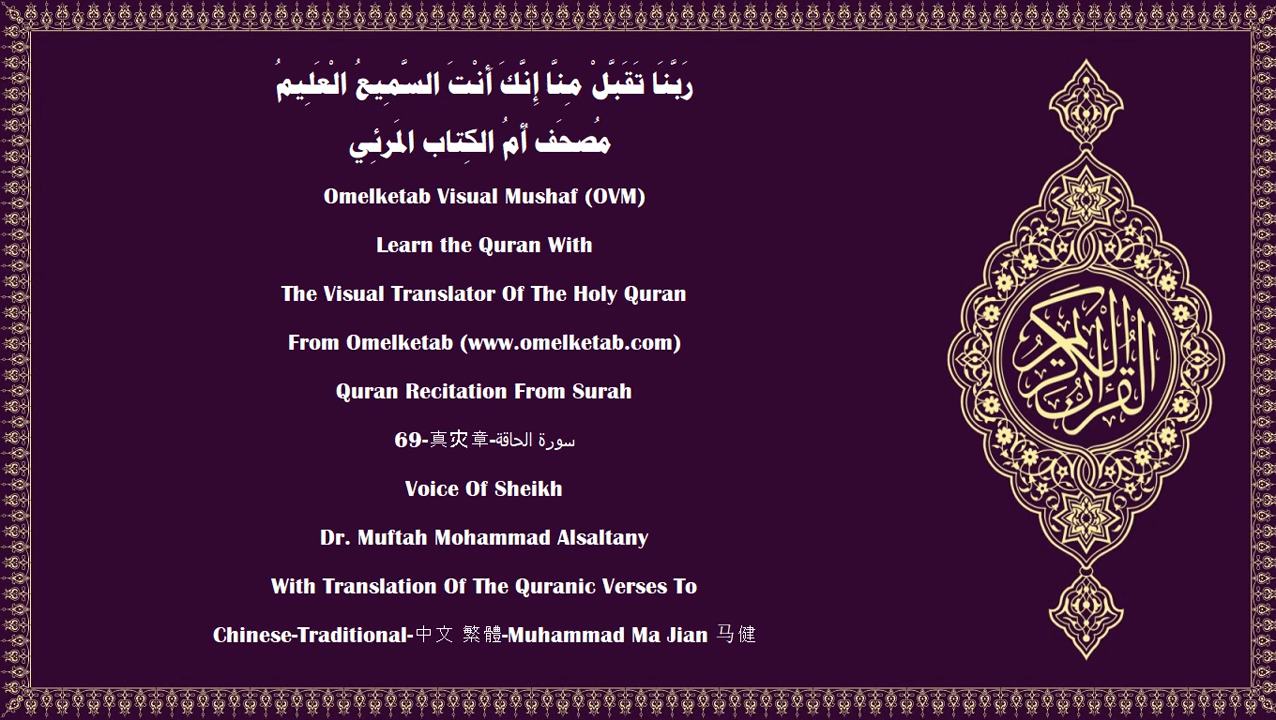 رَبَّنَا تَقَبَّلْ مِنَّا إِنَّكَ أَنْتَ السَّمِيعُ الْعَلِيمُ
مُصحَف أمُ الكِتاب المَرئِي
Omelketab Visual Mushaf (OVM)
Learn the Quran With
The Visual Translator Of The Holy Quran
From Omelketab (www.omelketab.com)
Quran Recitation From Surah
69-真灾章-سورة الحاقة
Voice Of Sheikh
Dr. Muftah Mohammad Alsaltany
With Translation Of The Quranic Verses To
Chinese-Traditional-中文 繁體-Muhammad Ma Jian 马健
القرآن الكريم